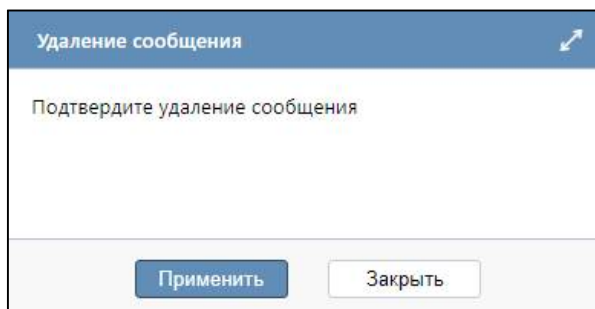 Удаление сообщения
Подтвердите удаление сообщения
Применить Закрыть